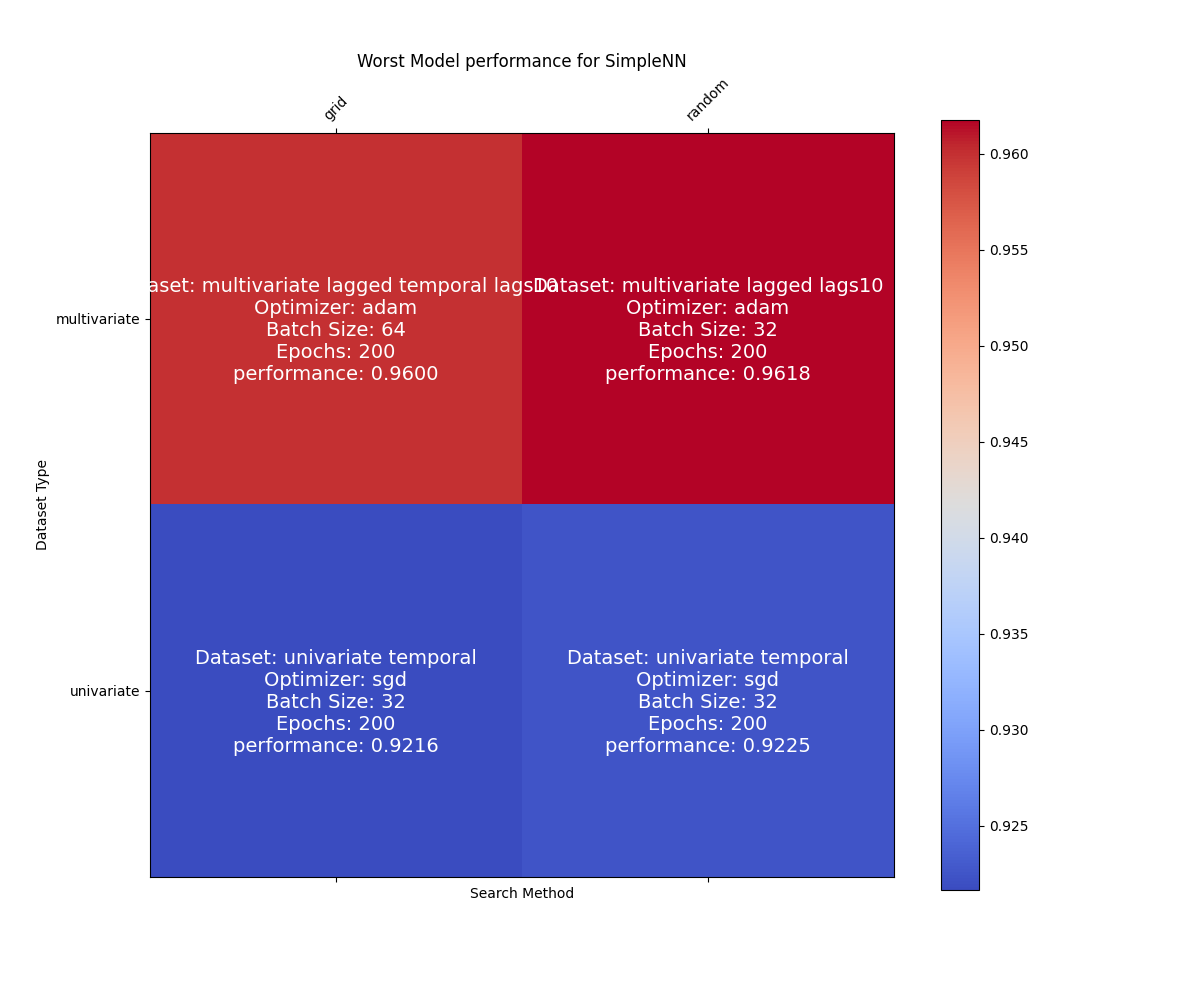 Worst Model performance for SimpleNN
grid
random
aset: multivariate lagged temporal lags10
Optimizer: adam
Batch Size: 64
Epochs: 200
performance: 0.9600
Dataset: multivariate lagged lags10
Optimizer: adam
Batch Size: 32
Epochs: 200
performance: 0.9618
multivariate
Dataset Type
univariate
Dataset: univariate temporal
Optimizer: sgd
Batch Size: 32
Epochs: 200
performance: 0.9216
Dataset: univariate temporal
Optimizer: sgd
Batch Size: 32
Epochs: 200
performance: 0.9225
Search Method
0.960
0.955
0.950
0.945
0.940
0.935
0.930
0.925